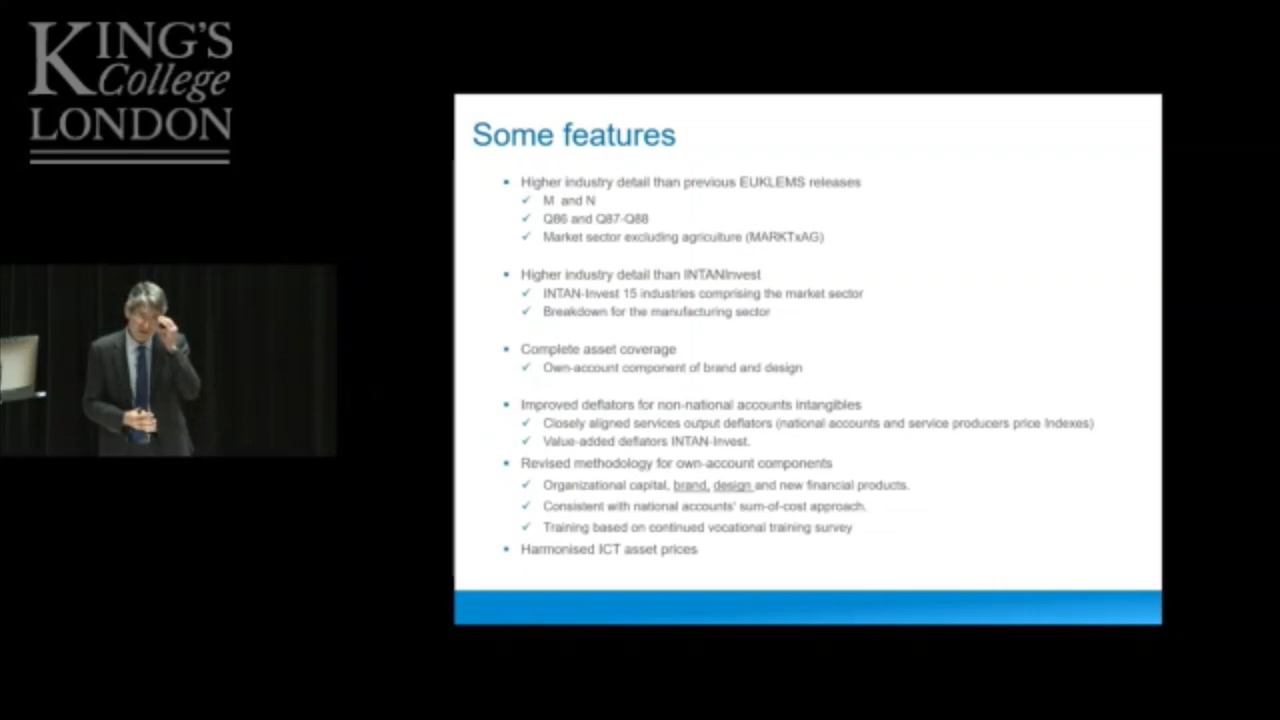 KING'S
College
LONDON
Some features
Higher industry detail than previous EUKLEMS releases
M and N
Q86 and Q87-Q88
Market sector excluding agriculture (MARKTxAG)
Higher industry detail than INTANInvest
INTAN-Invest 15 industries comprising the market sector
Breakdown for the manufacturing sector
Complete asset coverage
Own-account component of brand and design
Improved deflators for non-national accounts intangibles
Closely aligned services output deflators (national accounts and service producers price Indexes)
Value-added deflators INTAN-Invest.
Revised methodology for own-account components
Organizational capital, brand, design and new financial products.
Consistent with national accounts' sum-of-cost approach.
Training based on continued vocational training survey
Harmonised ICT asset prices